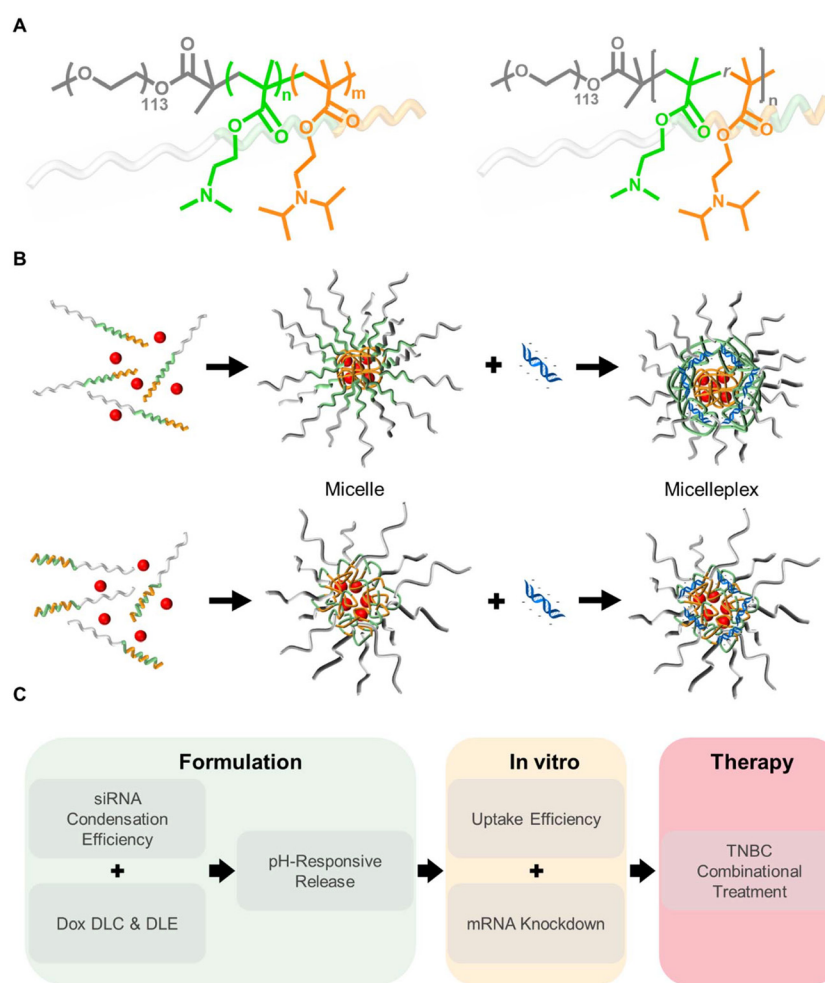 A
O
O
O
113
n
m
O
O
O
O
N
N
O
O
O
113
r
n
O
O
O
O
N
N
B
+
Micelle
Micelleplex
+
C
Formulation
In vitro
Therapy
siRNA
Condensation
Efficiency
+
Dox DLC & DLE
pH-Responsive
Release
Uptake Efficiency
+
mRNA Knockdown
TNBC
Combinational
Treatment